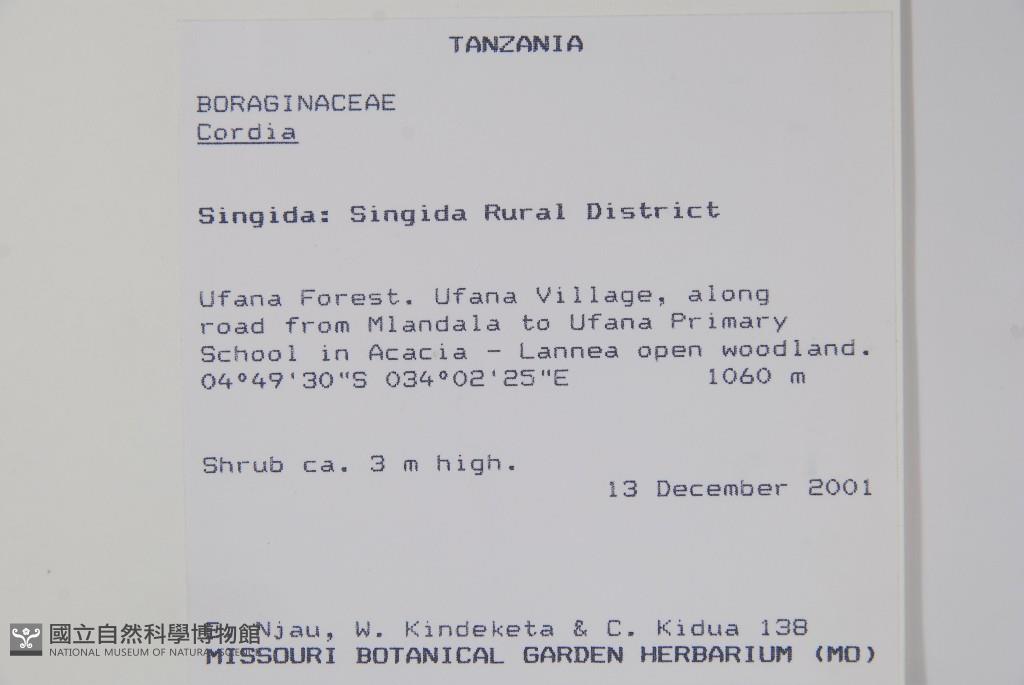 TANZANIA
BORAGINACEAE
Cordia
Singida: Singida Rural District
Ufana Forest. Ufana Village, along
road from Mlandala to Ufana Primary
School in Acacia - Lannea open woodland.
04°49'30"S 034°02'25"E 1060 m
Shrub ca. 3 m high.
13 December 2001
Njau, W. Kindeketa & C. Kidua 138
MISSOURI BOTANICAL GARDEN HERBARIUM (MO)
國立自然科學博物館
NATIONAL MUSEUM OF NATURAL SCIENCE